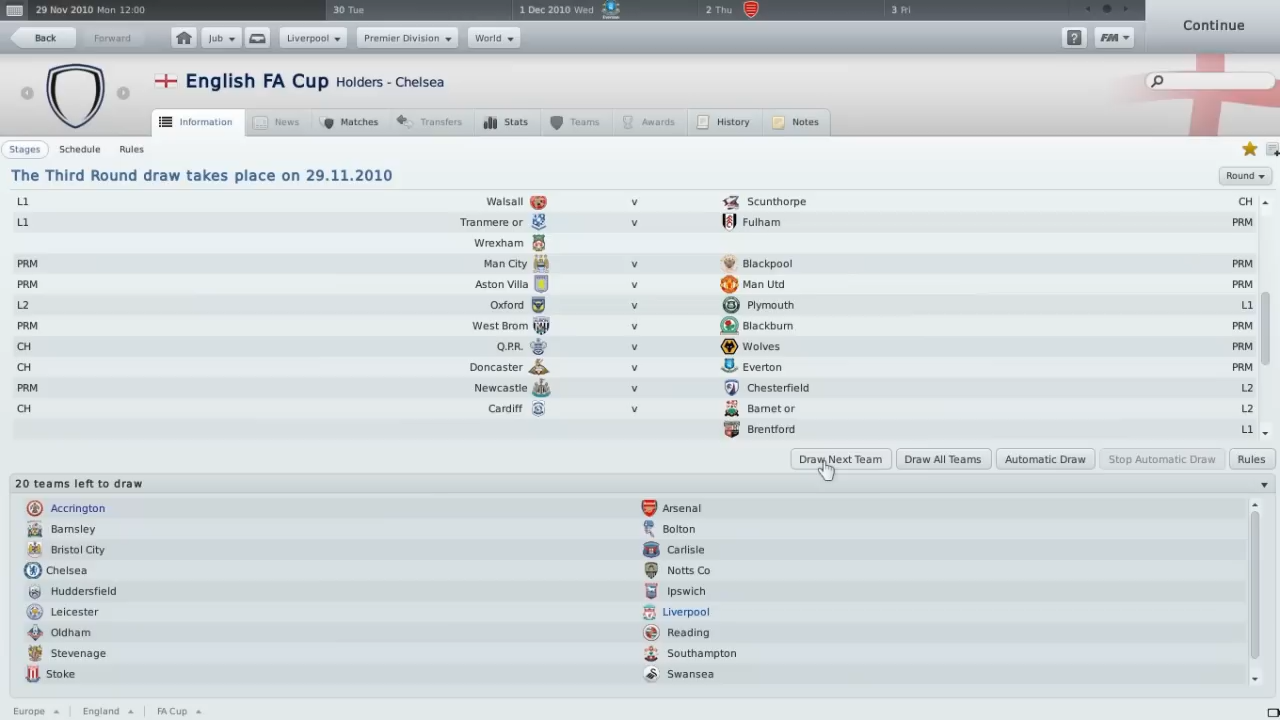 29 Nov 2010 Mon 12:00 30 Tue 1 Dec 2010 Wed 2 Thu 3 Fri
Continue
Back Forward Job Liverpool Premier Division World ? FM
English FA Cup Holders - Chelsea
Information News Matches Transfers Stats Teams Awards History Notes
Stages Schedule Rules
The Third Round draw takes place on 29.11.2010 Round
L1 Walsall v Scunthorpe CH
L1 Tranmere or v Fulham PRM
Wrexham
PRM Man City v Blackpool PRM
PRM Aston Villa v Man Utd PRM
L2 Oxford v Plymouth L1
PRM West Brom v Blackburn PRM
CH Q.P.R. v Wolves PRM
CH Doncaster v Everton PRM
PRM Newcastle v Chesterfield L2
CH Cardiff v Barnet or L2
Brentford L1
Draw Next Team Draw All Teams Automatic Draw Stop Automatic Draw Rules
20 teams left to draw
Accrington Arsenal
Barnsley Bolton
Bristol City Carlisle
Chelsea Notts Co
Huddersfield Ipswich
Leicester Liverpool
Oldham Reading
Stevenage Southampton
Stoke Swansea
Europe England FA Cup